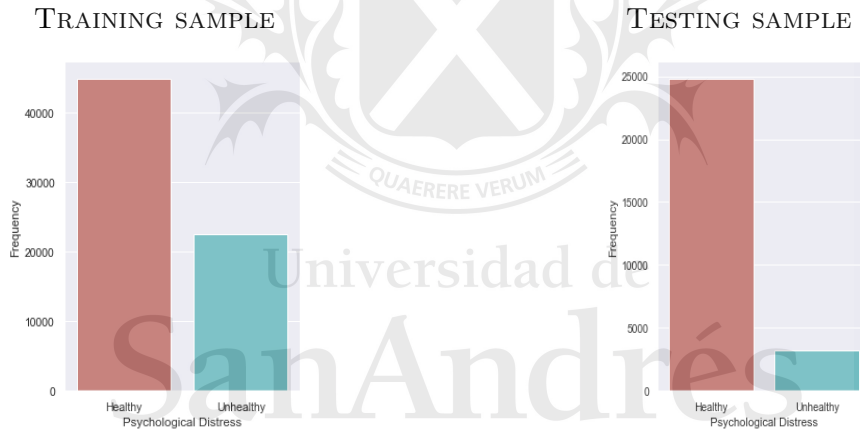 TRAINING SAMPLE
40000
30000
20000
10000
0
Frequency
Healthy
Unhealthy
Psychological Distress
TESTING SAMPLE
25000
20000
15000
10000
5000
0
Frequency
Healthy
Unhealthy
Psychological Distress
QUAERERE VERUM
Universidad de
SanAndrés